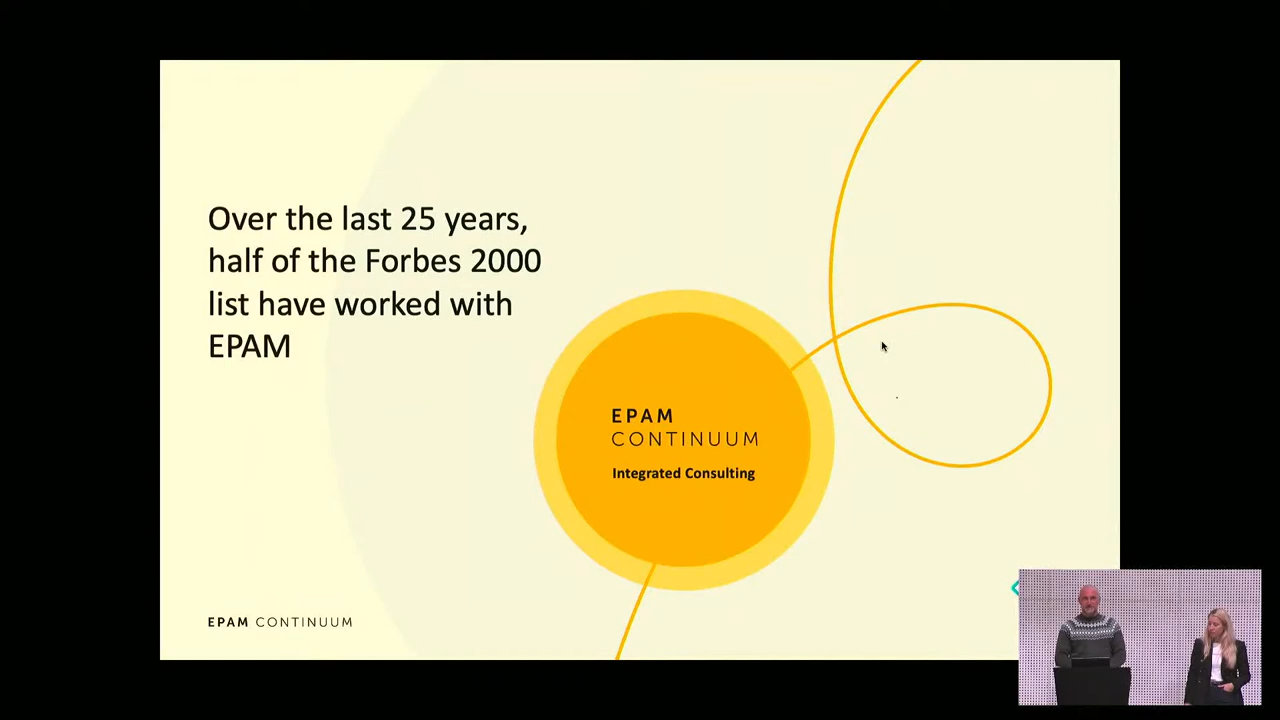 Over the last 25 years,
half of the Forbes 2000
list have worked with
EPAM
EPAM
CONTINUUM
Integrated Consulting
EPAM CONTINUUM